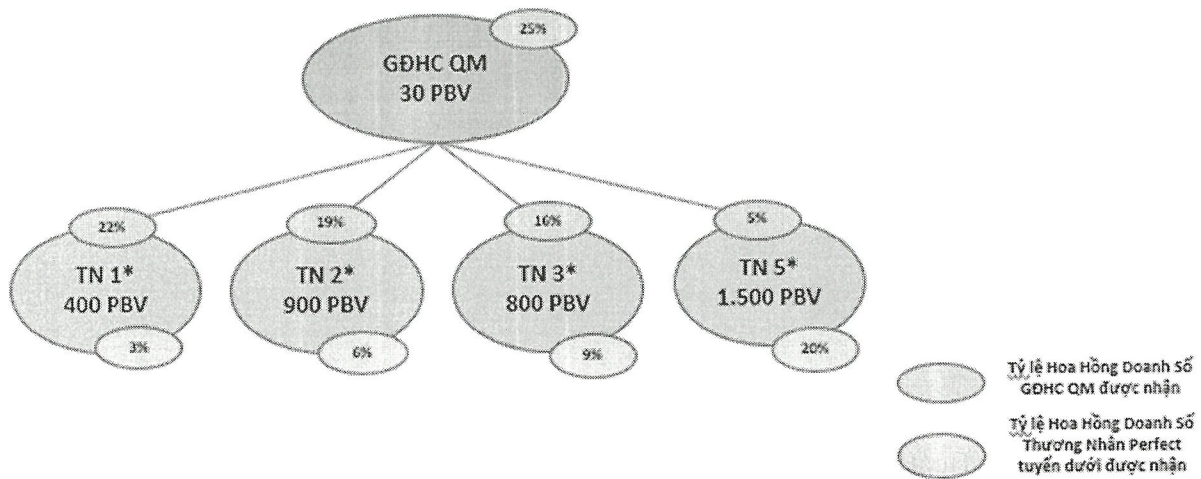 25%
GĐHC QM
30 PBV
22%
19%
16%
5%
TN 1*
400 PBV
TN 2*
900 PBV
TN 3*
800 PBV
TN 5*
1.500 PBV
3%
6%
9%
20%
Tỷ lệ Hoa Hồng Doanh Số
GĐHC QM được nhận
Tỷ lệ Hoa Hồng Doanh Số
Thương Nhân Perfect
tuyến dưới được nhận